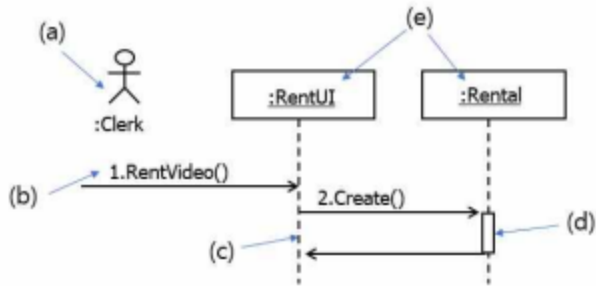 (a)
(e)
:RentUI
:Rental
:Clerk
1.RentVideo()
(b)
2.Create()
(d)
(c)